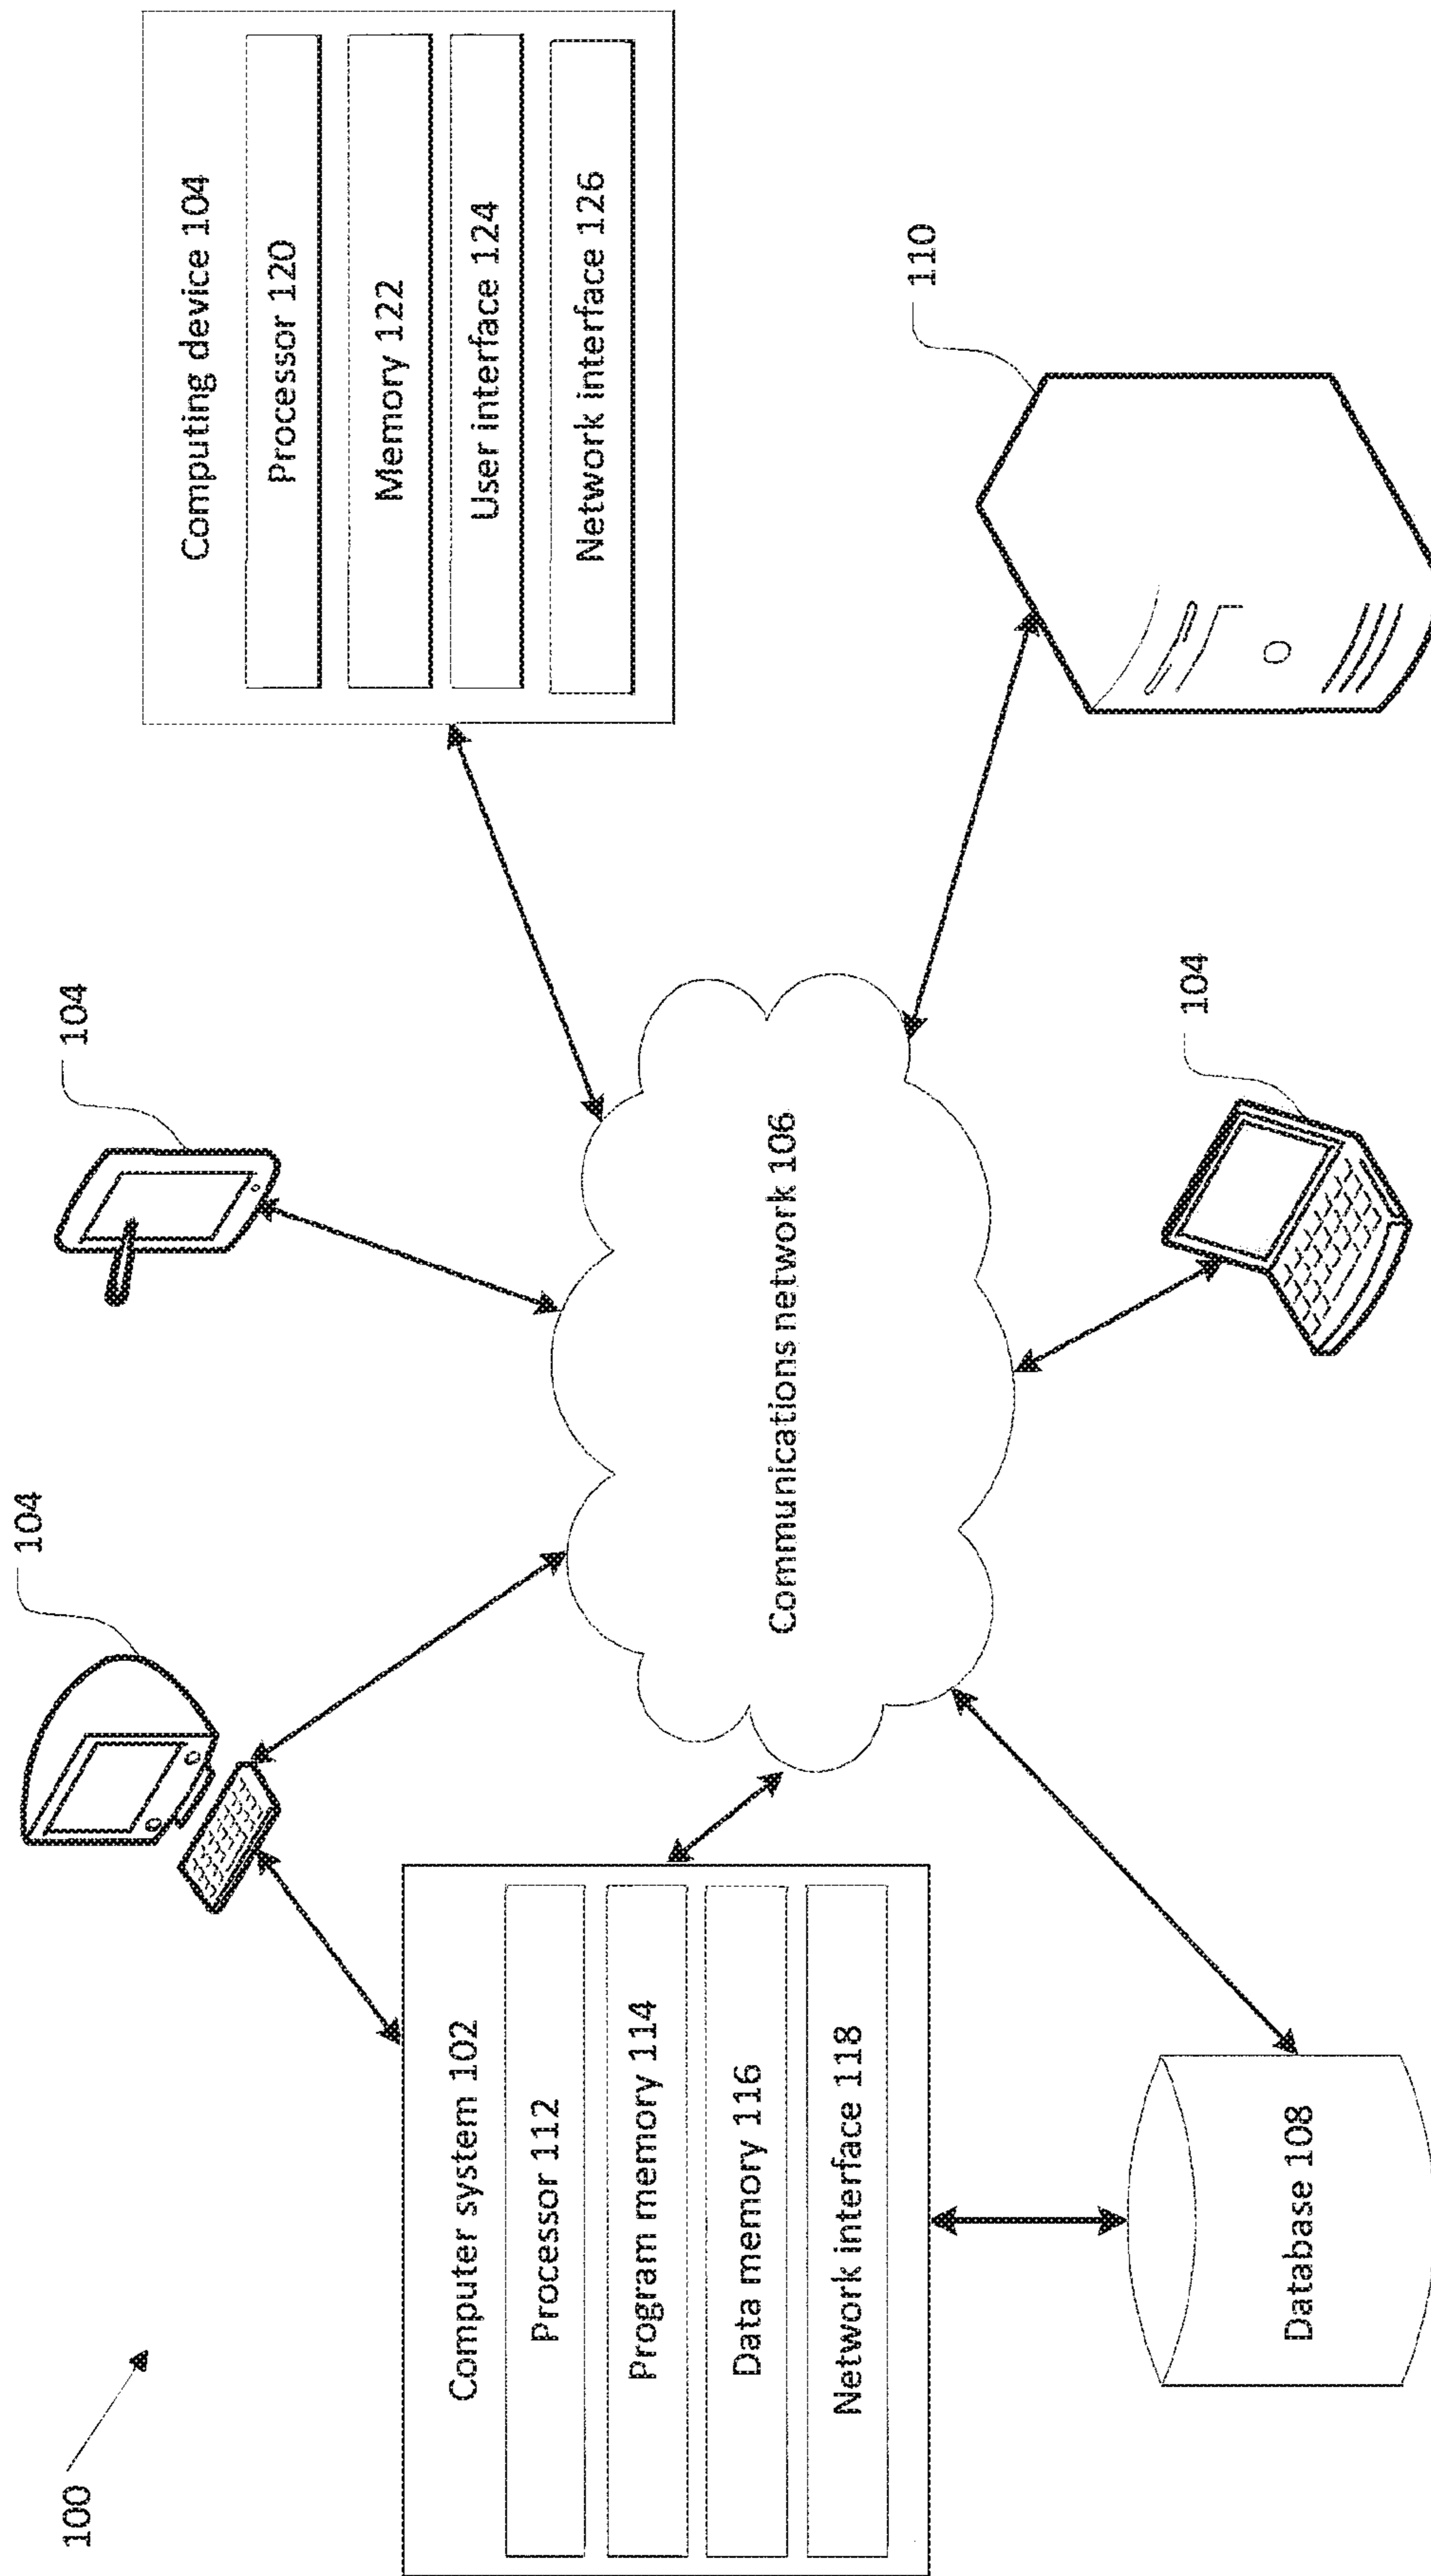 100
104
104
Computing device 104
Processor 120
Memory 122
User interface 124
Network interface 126
Computer system 102
Processor 112
Program memory 114
Data memory 116
Network interface 118
Communications network 106
110
104
Database 108